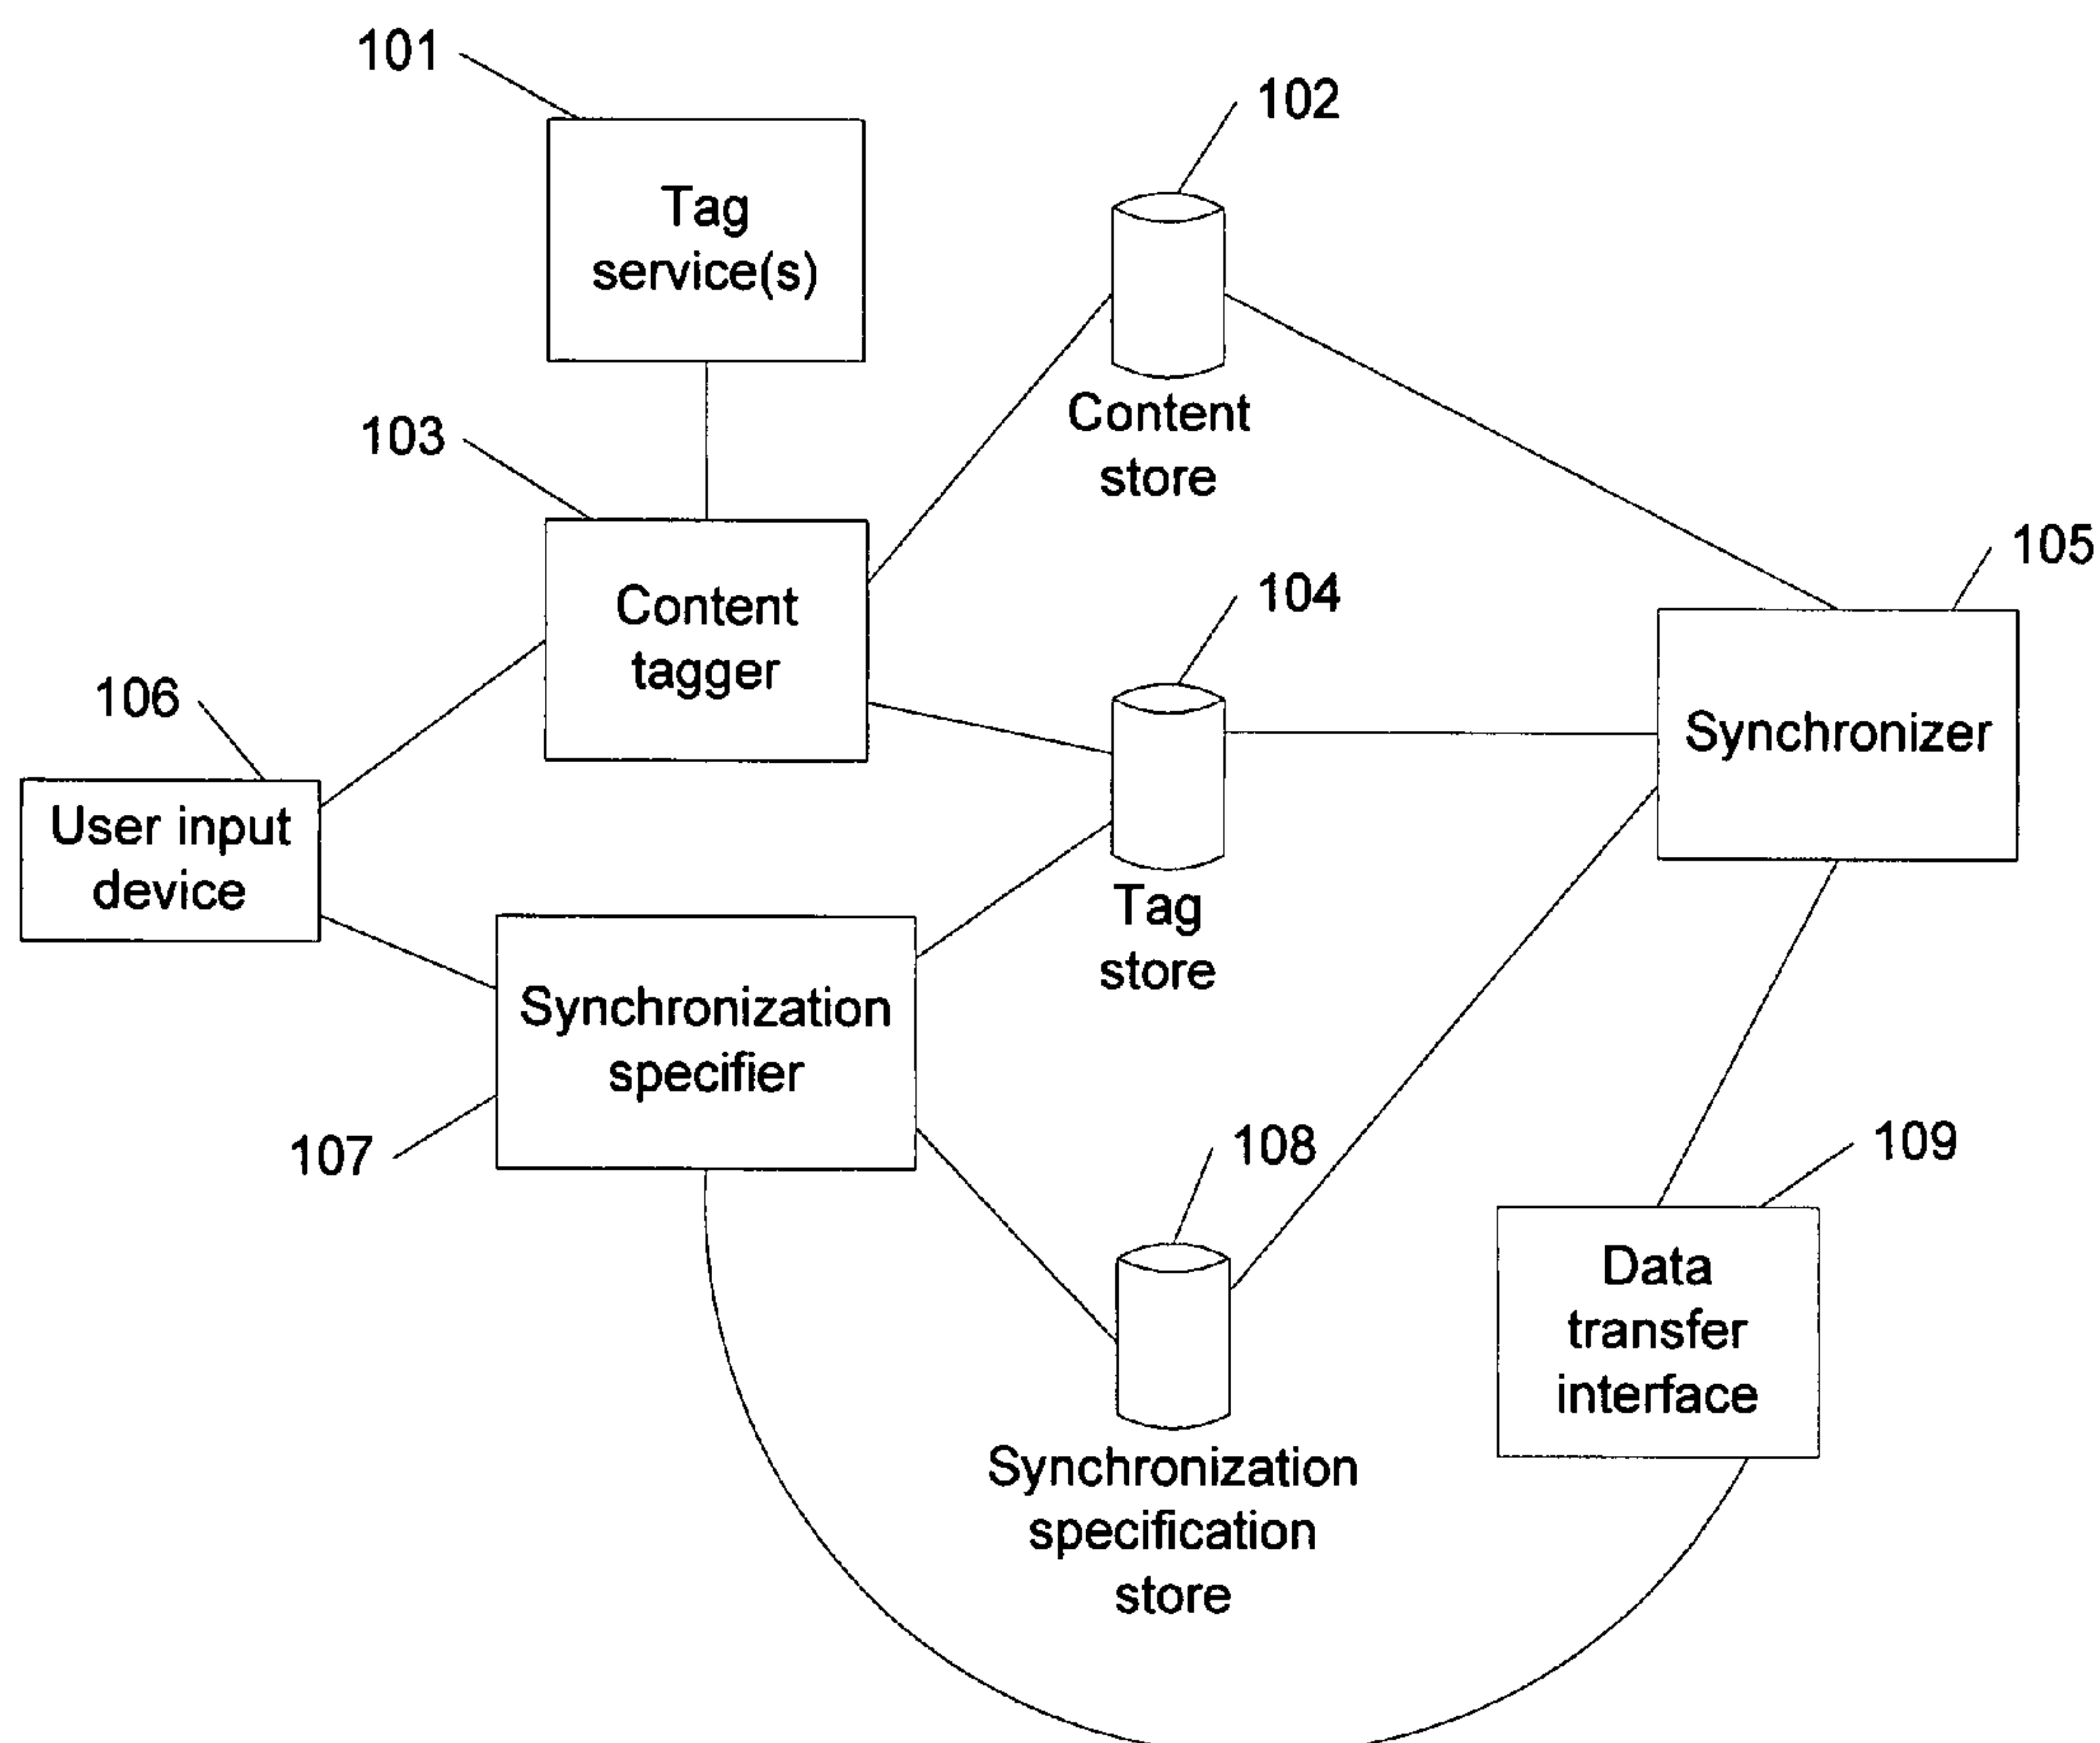 101
102
Tag
service(s)
Content
store
103
105
Content
tagger
104
Synchronizer
106
User input
device
Tag
store
Synchronization
specifier
107
108
109
Data
transfer
interface
Synchronization
specification
store